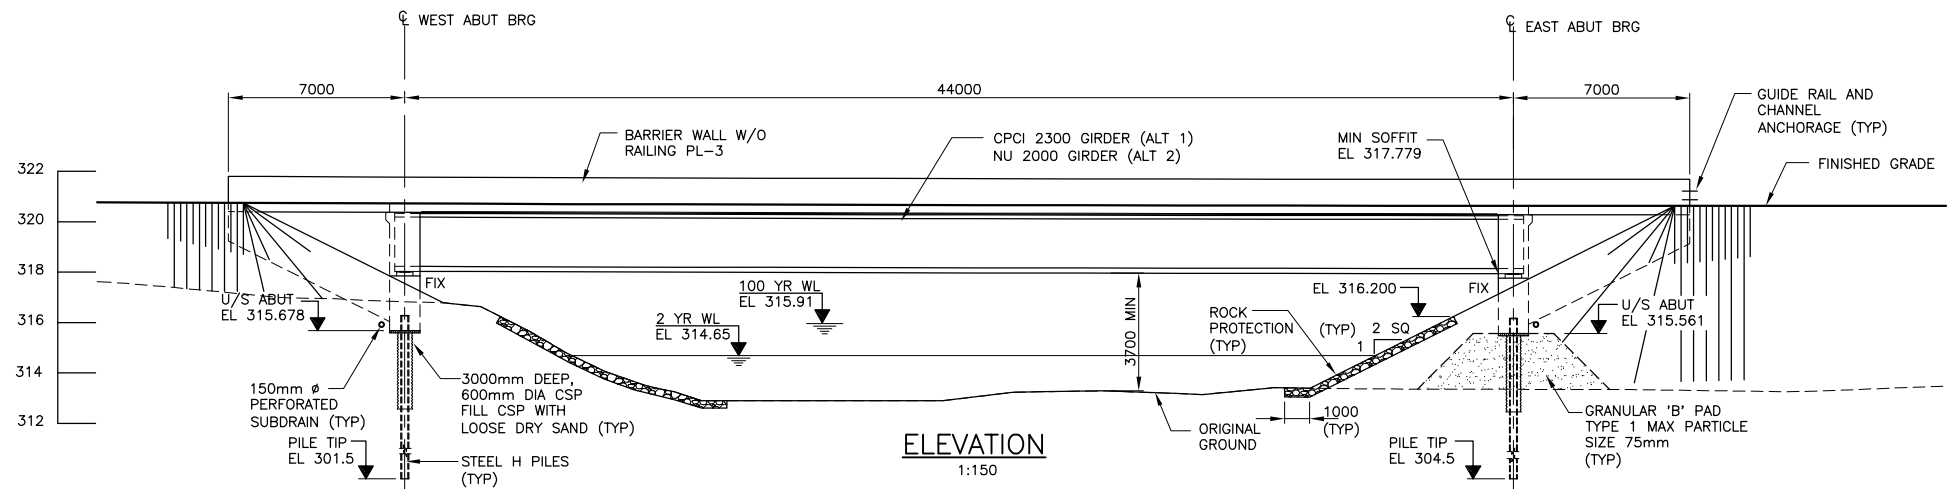 ℄ WEST ABUT BRG
℄ EAST ABUT BRG
7000
44000
7000
GUIDE RAIL AND
CHANNEL
ANCHORAGE (TYP)
BARRIER WALL W/O
RAILING PL-3
CPCI 2300 GIRDER (ALT 1)
NU 2000 GIRDER (ALT 2)
MIN SOFFIT
EL 317.779
FINISHED GRADE
322
320
318
316
314
312
FIX
FIX
U/S ABUT
EL 315.678
100 YR WL
EL 315.91
2 YR WL
EL 314.65
3700 MIN
EL 316.200
ROCK
PROTECTION
(TYP)
(TYP)
2 SQ
1
U/S ABUT
EL 315.561
150mm ø
PERFORATED
SUBDRAIN (TYP)
3000mm DEEP,
600mm DIA CSP
FILL CSP WITH
LOOSE DRY SAND (TYP)
PILE TIP
EL 301.5
STEEL H PILES
(TYP)
ORIGINAL
GROUND
1000
(TYP)
PILE TIP
EL 304.5
GRANULAR 'B' PAD
TYPE 1 MAX PARTICLE
SIZE 75mm
(TYP)
ELEVATION
1:150